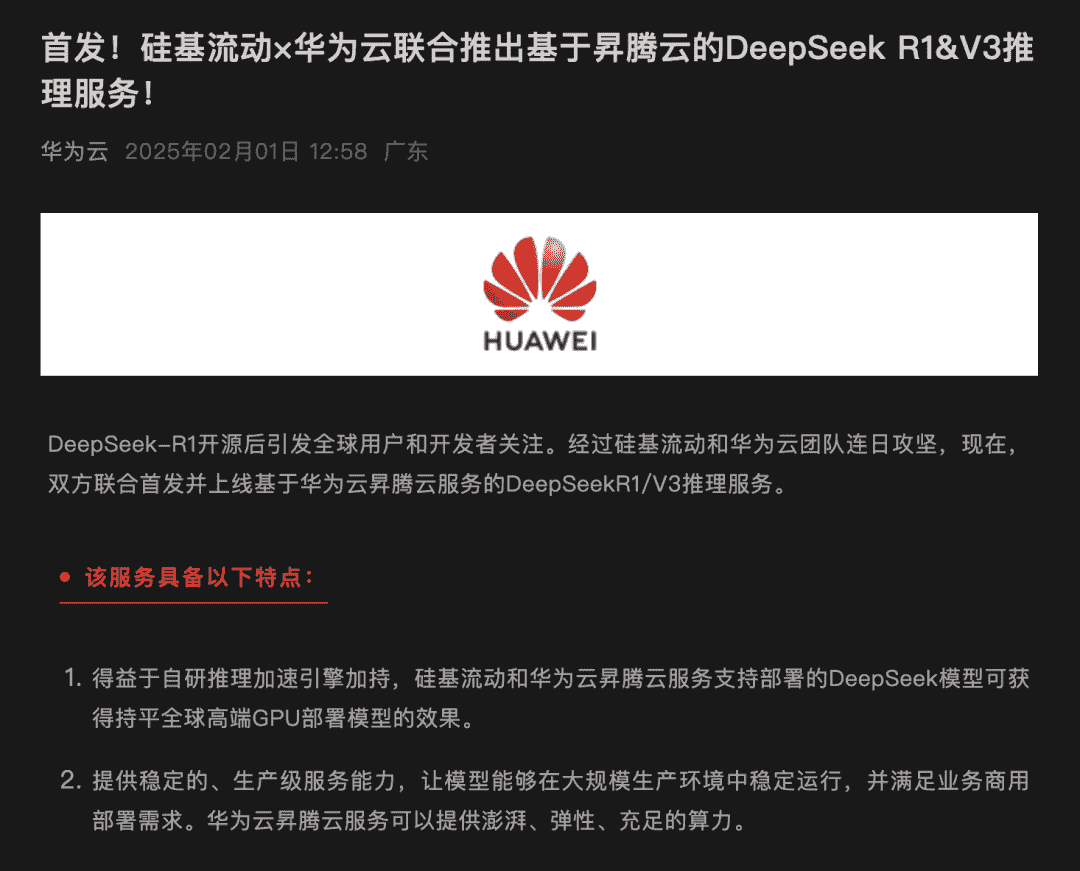 首发！硅基流动×华为云联合推出基于昇腾云的DeepSeek R1&V3推
理服务！
华为云 2025年02月01日 12:58 广东
HUAWEI
DeepSeek-R1开源后引发全球用户和开发者关注。经过硅基流动和华为云团队连日攻坚，现在，
双方联合首发并上线基于华为云昇腾云服务的DeepSeekR1/V3推理服务。
• 该服务具备以下特点：
1. 得益于自研推理加速引擎加持，硅基流动和华为云昇腾云服务支持部署的DeepSeek模型可获
得持平全球高端GPU部署模型的效果。
2. 提供稳定的、生产级服务能力，让模型能够在大规模生产环境中稳定运行，并满足业务商用
部署需求。华为云昇腾云服务可以提供澎湃、弹性、充足的算力。